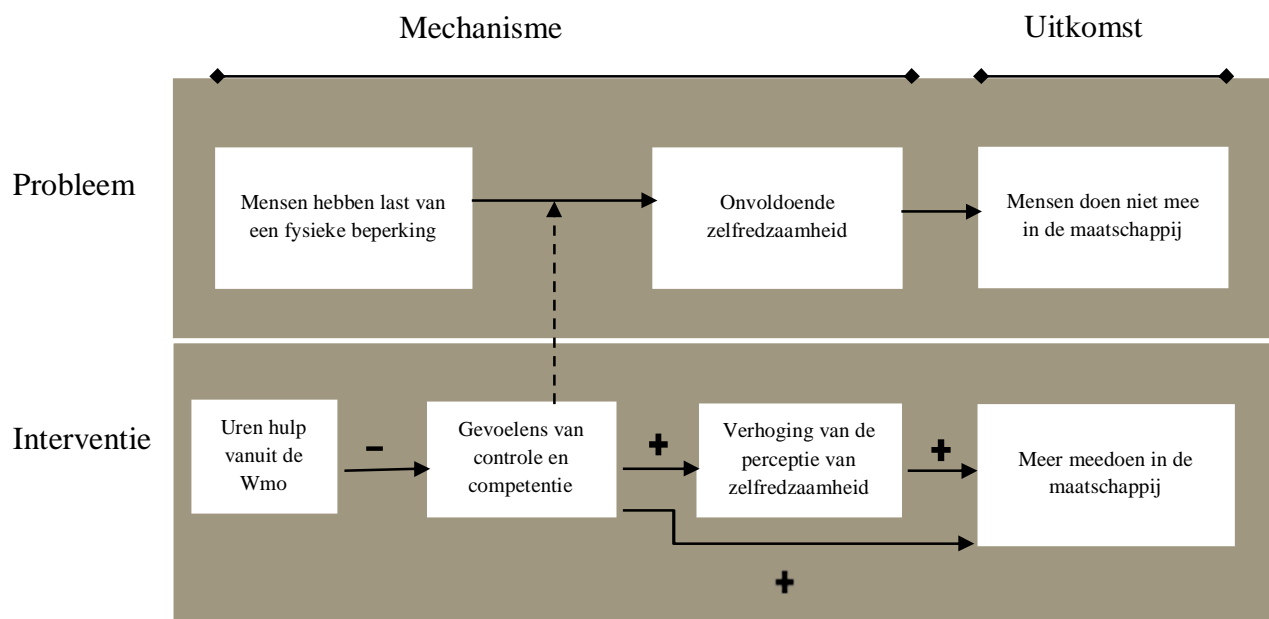 Mechanisme
Uitkomst
Probleem
Mensen hebben last van
een fysieke beperking
Onvoldoende
zelfredzaamheid
Mensen doen niet mee
in de maatschappij
Interventie
Uren hulp
vanuit de
Wmo
–
Gevoelens van
controle en
competentie
+
Verhoging van de
perceptie van
zelfredzaamheid
+
Meer meedoen in de
maatschappij
+